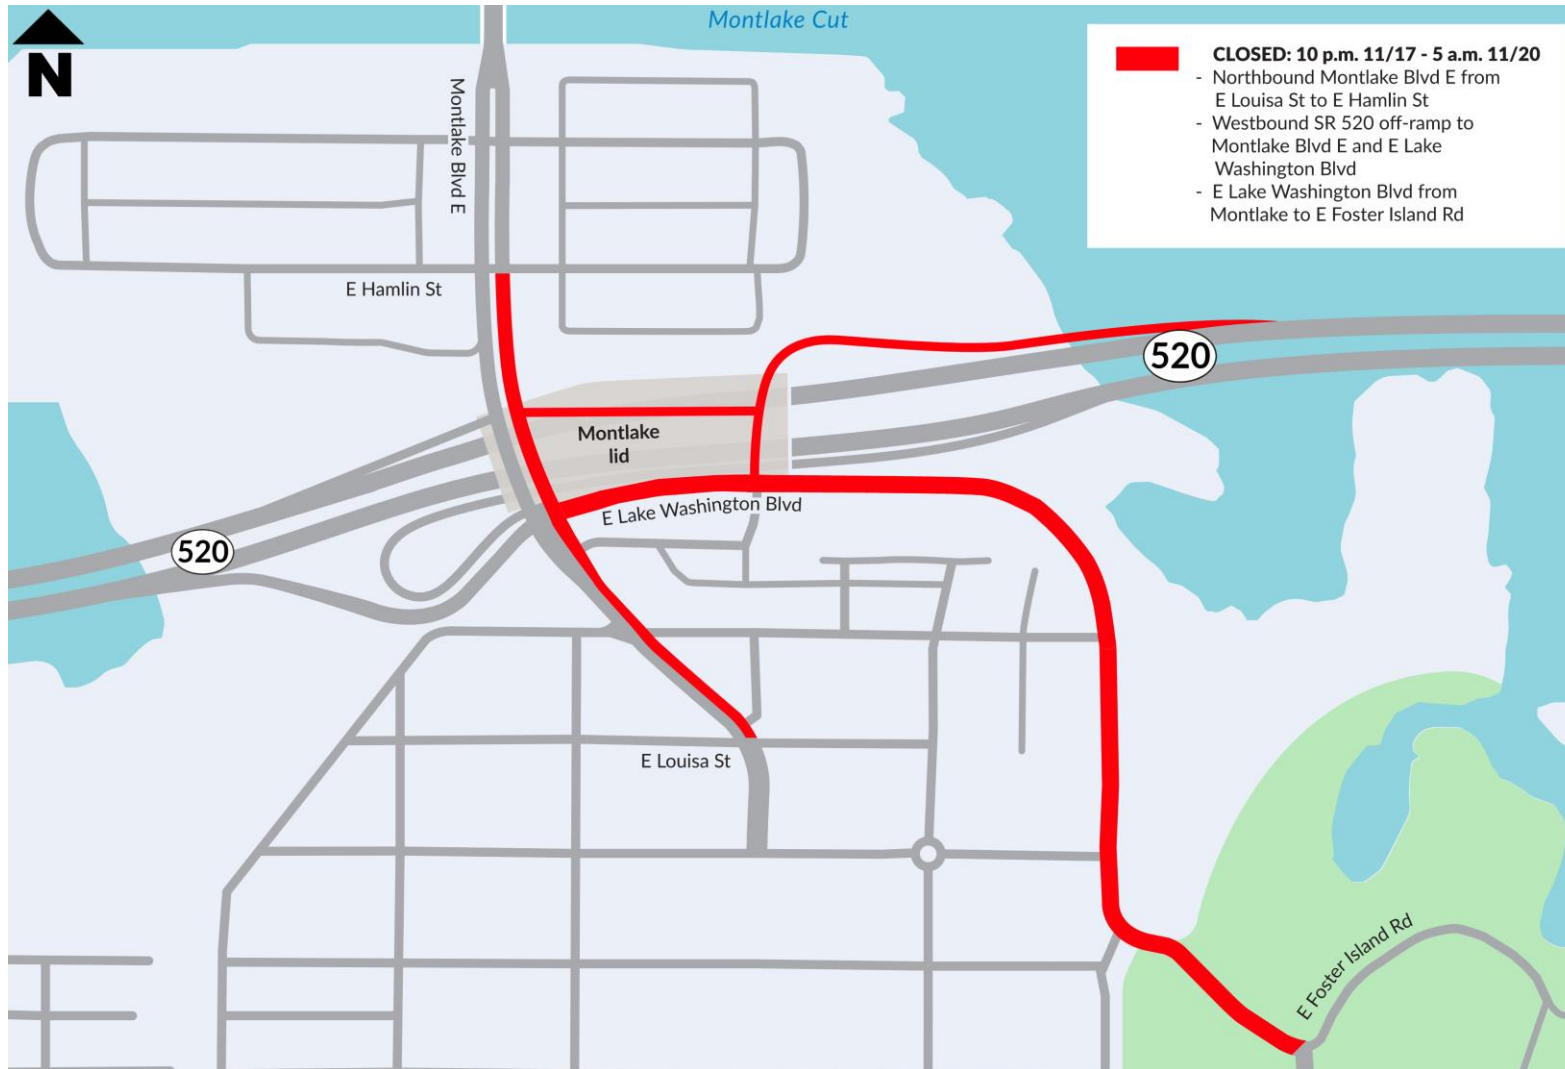 Montlake Cut
N
CLOSED: 10 p.m. 11/17 - 5 a.m. 11/20
- Northbound Montlake Blvd E from
E Louisa St to E Hamlin St
- Westbound SR 520 off-ramp to
Montlake Blvd E and E Lake
Washington Blvd
- E Lake Washington Blvd from
Montlake to E Foster Island Rd
Montlake Blvd E
E Hamlin St
520
Montlake
lid
E Lake Washington Blvd
520
E Louisa St
E Foster Island Rd